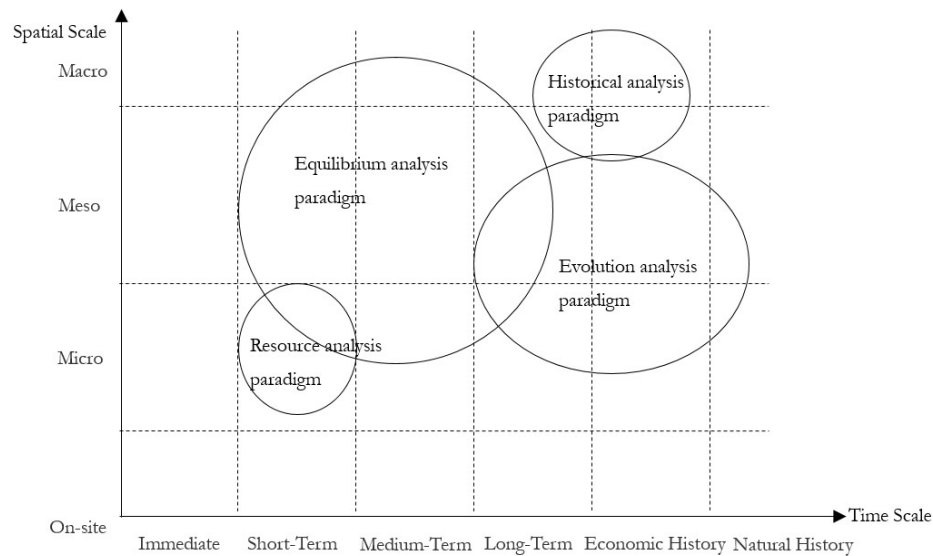 Spatial Scale
Macro
Historical analysis
paradigm
Equilibrium analysis
paradigm
Meso
Evolution analysis
paradigm
Resource analysis
paradigm
Micro
On-site
Time Scale
Immediate
Short-Term
Medium-Term
Long-Term
Economic History
Natural History